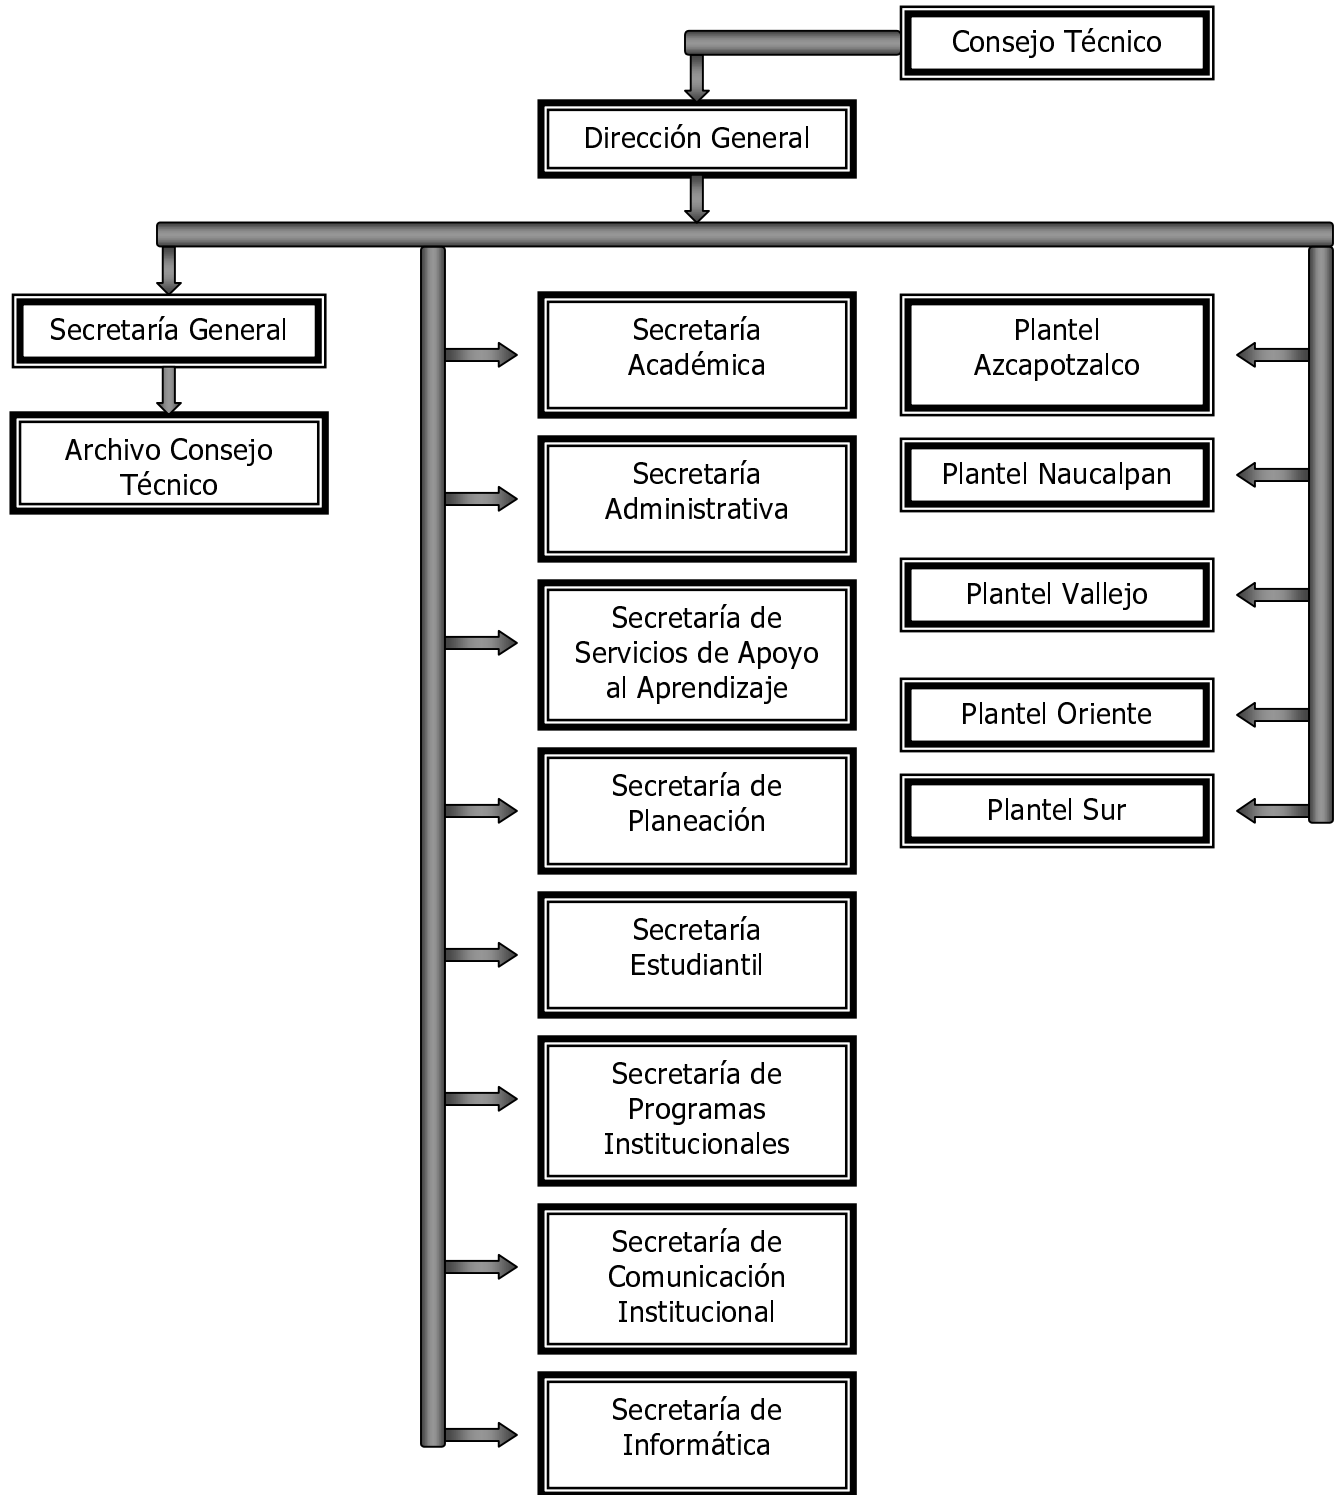 Consejo Técnico
Dirección General
Secretaría General
Archivo Consejo
Técnico
Secretaría
Académica
Secretaría
Administrativa
Secretaría de
Servicios de Apoyo
al Aprendizaje
Secretaría de
Planeación
Secretaría
Estudiantil
Secretaría de
Programas
Institucionales
Secretaría de
Comunicación
Institucional
Secretaría de
Informática
Plantel
Azcapotzalco
Plantel Naucalpan
Plantel Vallejo
Plantel Oriente
Plantel Sur